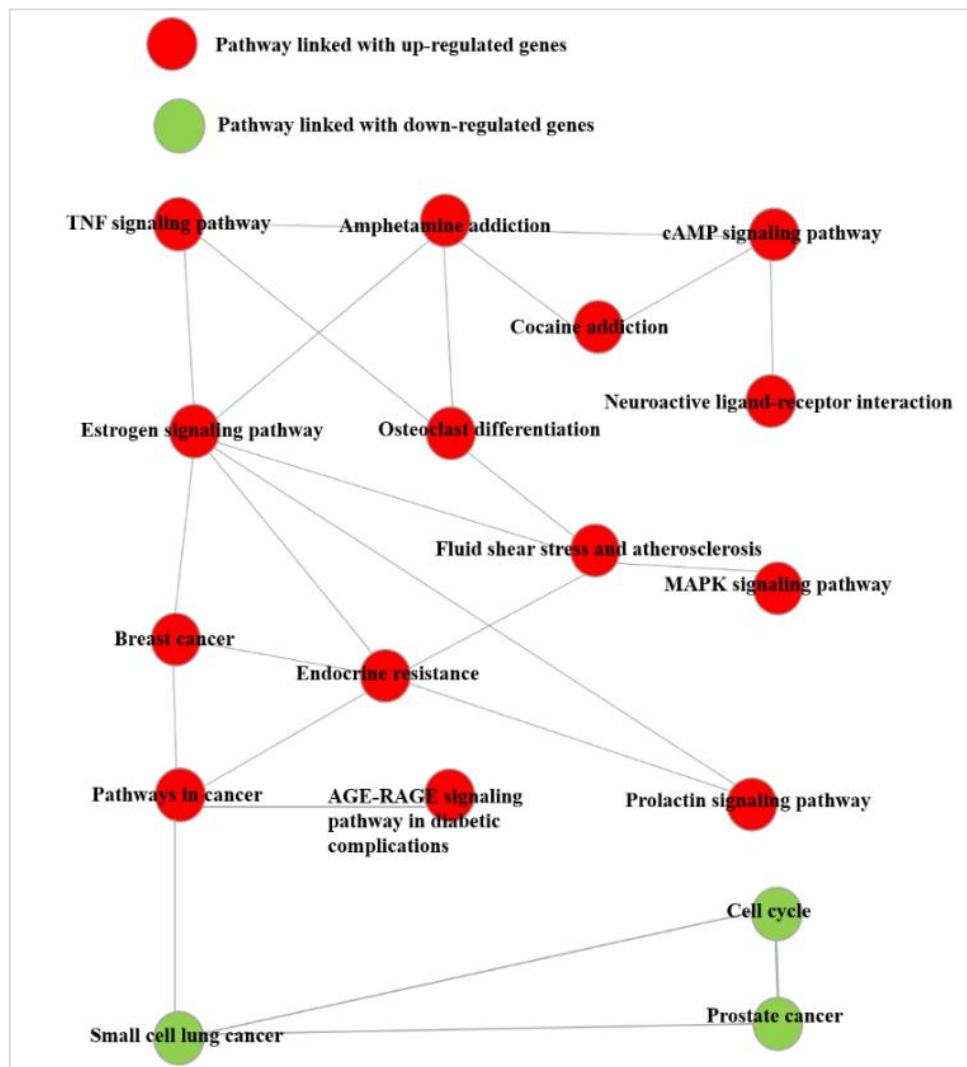 Pathway linked with up-regulated genes
Pathway linked with down-regulated genes
TNF signaling pathway
Amphetamine addiction
cAMP signaling pathway
Cocaine addiction
Neuroactive ligand-receptor interaction
Estrogen signaling pathway
Osteoclast differentiation
Fluid shear stress and atherosclerosis
MAPK signaling pathway
Breast cancer
Endocrine resistance
Pathways in cancer
AGE-RAGE signaling
pathway in diabetic
complications
Prolactin signaling pathway
Cell cycle
Small cell lung cancer
Prostate cancer